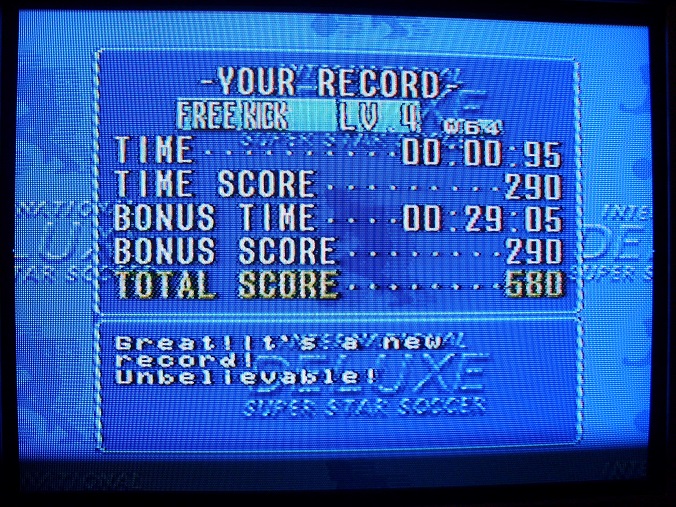 -YOUR RECORD-
FREE KICK LV.4
TIME...........00:00:95
TIME SCORE.........290
BONUS TIME....00:29:05
BONUS SCORE........290
TOTAL SCORE........580
Great!It's a new
record!
Unbelievable!
DELUXE
SUPER STAR SOCCER